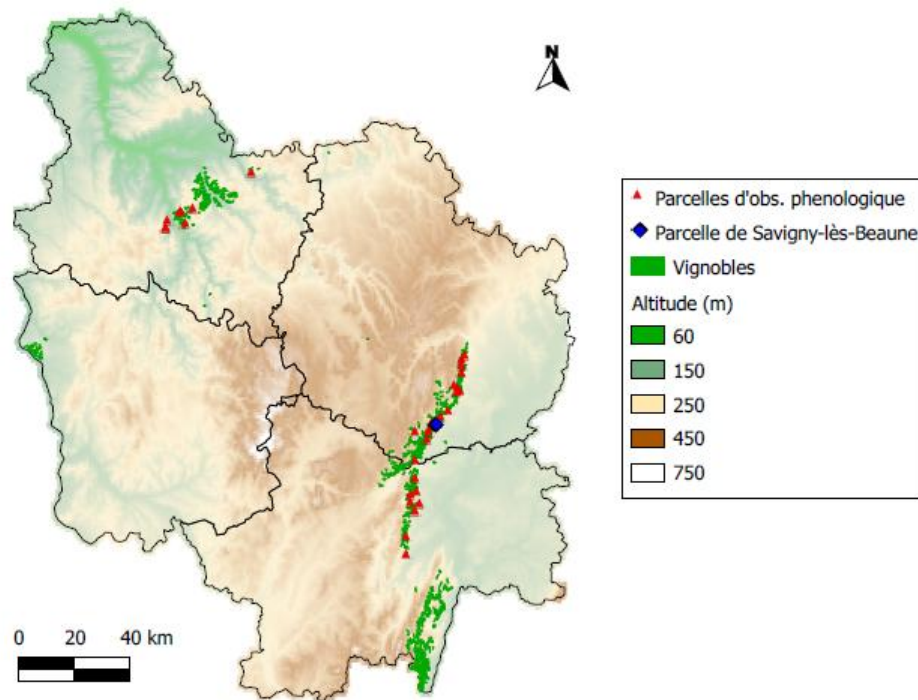 N
Parcelles d'obs. phenologique
Parcelle de Savigny-lès-Beaune
Vignobles
Altitude (m)
60
150
250
450
750
0 20 40 km